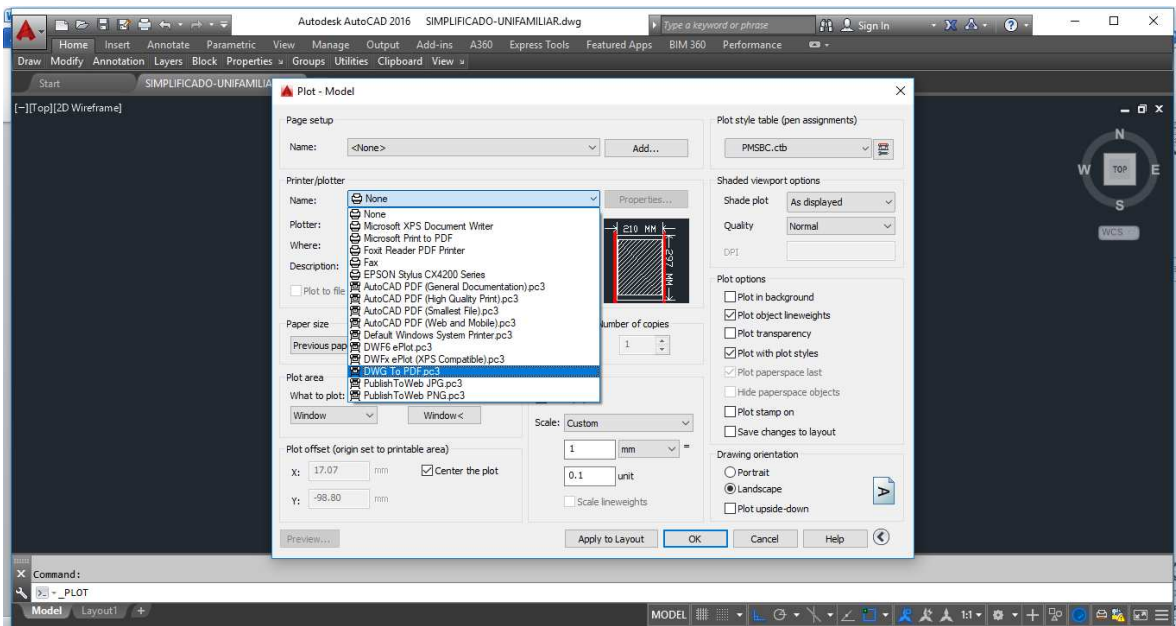 Autodesk AutoCAD 2016 SIMPLIFICADO-UNIFAMILIAR.dwg
Type a keyword or phrase
Sign In
Home Insert Annotate Parametric View Manage Output Add-ins A360 Express Tools Featured Apps BIM 360 Performance
Draw Modify Annotation Layers Block Properties Groups Utilities Clipboard View
Start SIMPLIFICADO-UNIFAMILIA
[−][Top][2D Wireframe]
N
W TOP E
S
WCS
Plot - Model
Page setup
Name: <None> Add...
Printer/plotter
Name: None Properties...
Plotter:
Where:
Description:
Plot to file
None
Microsoft XPS Document Writer
Microsoft Print to PDF
Foxit Reader PDF Printer
Fax
EPSON Stylus CX4200 Series
AutoCAD PDF (General Documentation).pc3
AutoCAD PDF (High Quality Print).pc3
AutoCAD PDF (Smallest File).pc3
AutoCAD PDF (Web and Mobile).pc3
Default Windows System Printer.pc3
DWF6 ePlot.pc3
DWFx ePlot (XPS Compatible).pc3
DWG To PDF.pc3
PublishToWeb JPG.pc3
PublishToWeb PNG.pc3
210 MM
297 MM
Paper size
Previous pap
Number of copies
1
Plot area
What to plot:
Window Window<
Scale: Custom
1 mm =
0.1 unit
Scale lineweights
Plot offset (origin set to printable area)
X: 17.07 mm Center the plot
Y: -98.80 mm
Plot style table (pen assignments)
PMSBC.ctb
Shaded viewport options
Shade plot As displayed
Quality Normal
DPI
Plot options
Plot in background
Plot object lineweights
Plot transparency
Plot with plot styles
Plot paperspace last
Hide paperspace objects
Plot stamp on
Save changes to layout
Drawing orientation
Portrait
Landscape
Plot upside-down
A
Preview... Apply to Layout OK Cancel Help
Command:
_PLOT
Model Layout1 +
MODEL 1:1